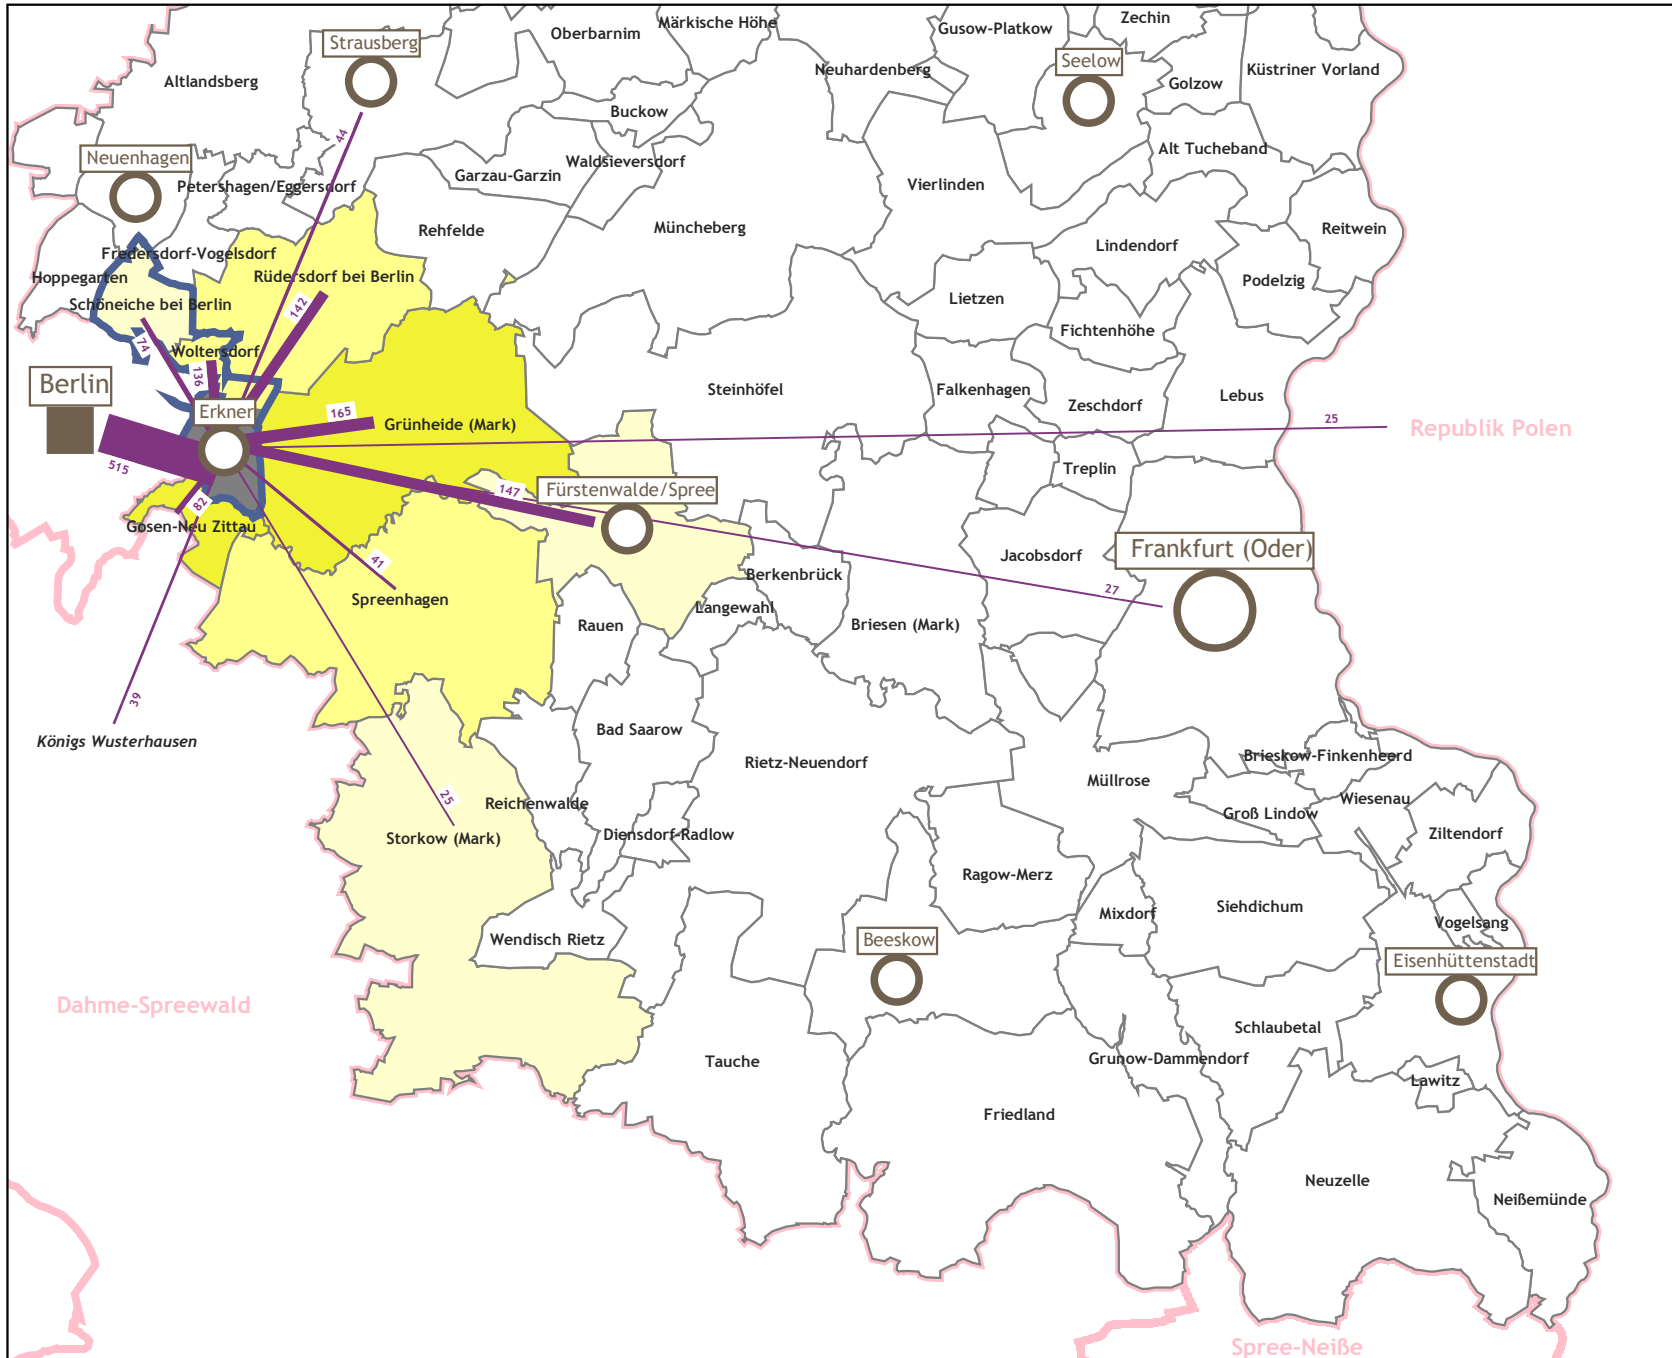 Zechin
Märkische Höhe
Gusow-Platkow
Oberbarnim
Strausberg
Seelow
Neuhardenberg
Küstriner Vorland
Altlandsberg
Golzow
Buckow
44
Alt Tucheband
Neuenhagen
Waldsieversdorf
Garzau-Garzin
Petershagen/Eggersdorf
Vierlinden
Rehfelde
Müncheberg
Reitwein
Lindendorf
Fredersdorf-Vogelsdorf
Hoppegarten
Rüdersdorf bei Berlin
Podelzig
Lietzen
Schöneiche bei Berlin
142
Fichtenhöhe
74
Woltersdorf
136
Berlin
Steinhöfel
Falkenhagen
Lebus
Zeschdorf
Erkner
165
Grünheide (Mark)
25
Republik Polen
515
Treplin
147
Fürstenwalde/Spree
82
Gosen-Neu Zittau
Jacobsdorf
Frankfurt (Oder)
41
Berkenbrück
27
Spreenhagen
Langewahl
Rauen
Briesen (Mark)
39
Königs Wusterhausen
Bad Saarow
Rietz-Neuendorf
Brieskow-Finkenheerd
Müllrose
25
Reichenwalde
Wiesenau
Groß Lindow
Storkow (Mark)
Diensdorf-Radlow
Ziltendorf
Ragow-Merz
Siehdichum
Mixdorf
Vogelsang
Wendisch Rietz
Beeskow
Eisenhüttenstadt
Dahme-Spreewald
Schlaubetal
Tauche
Grunow-Dammendorf
Lawitz
Friedland
Neuzelle
Neißemünde
Spree-Neiße